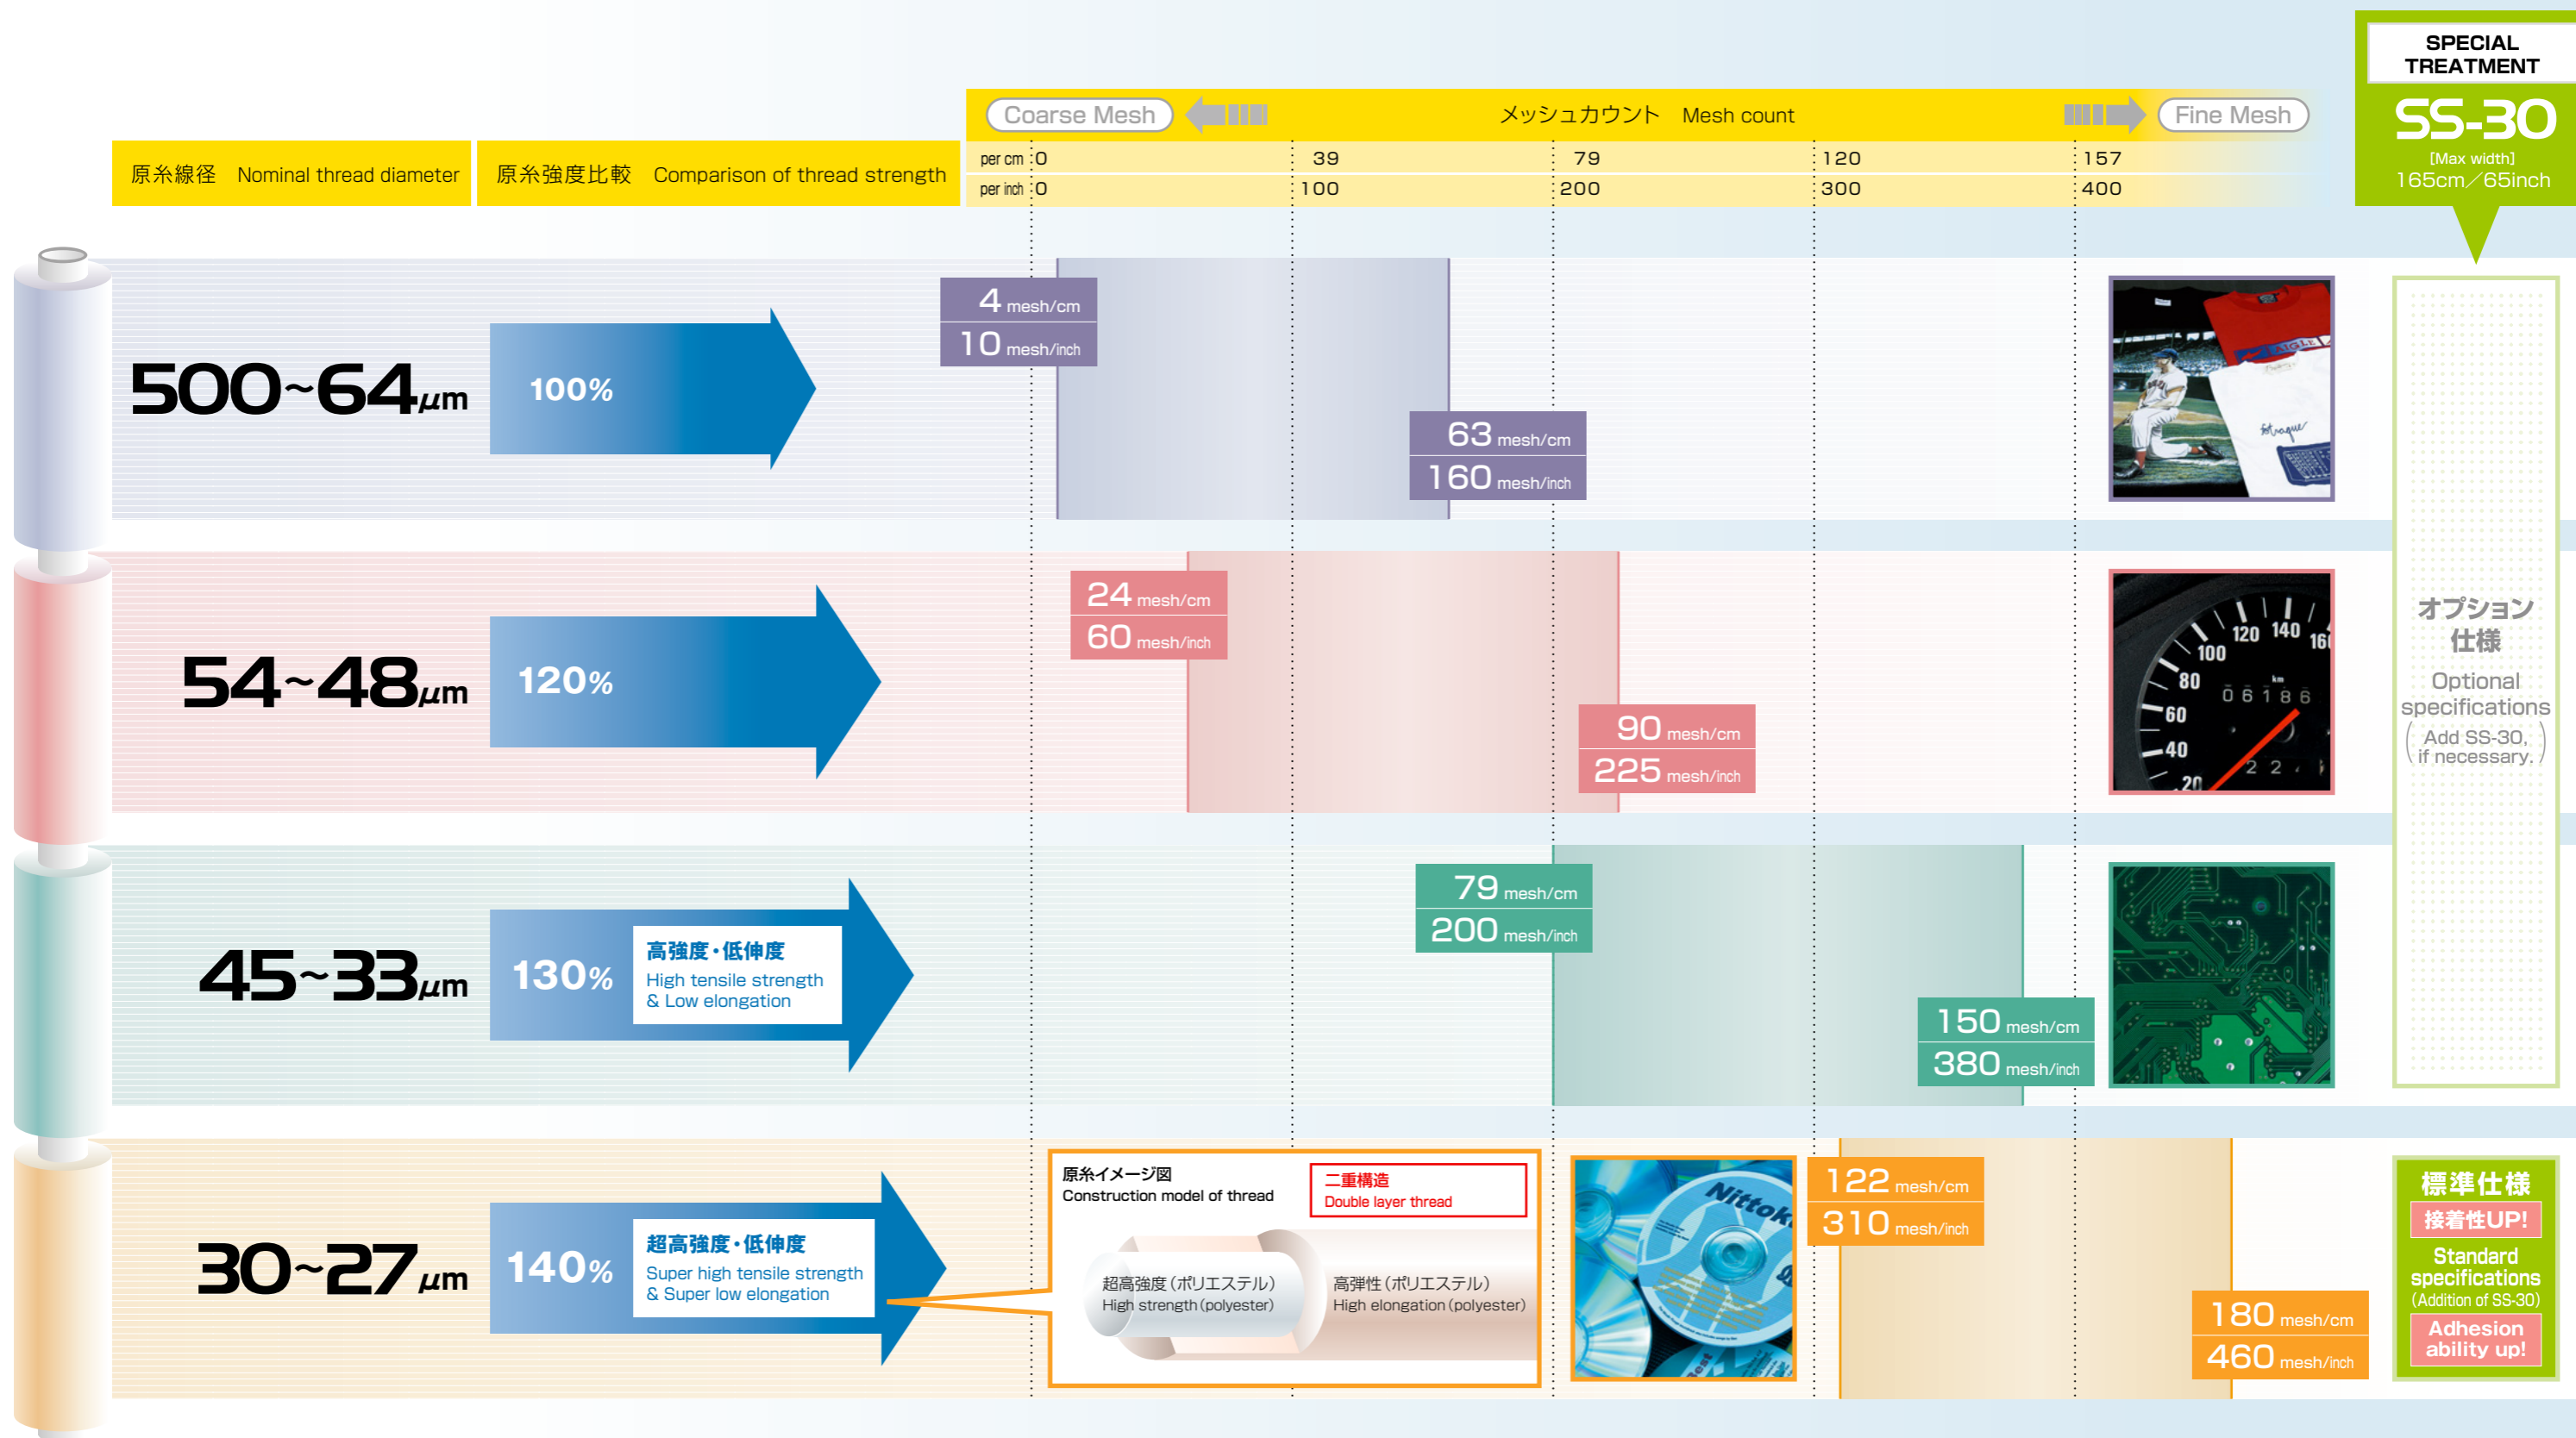 SPECIAL
TREATMENT
SS-30
[Max width]
165cm／65inch
Coarse Mesh
メッシュカウント Mesh count
Fine Mesh
原糸線径 Nominal thread diameter
原糸強度比較 Comparison of thread strength
per cm 0 39 79 120 157
per inch 0 100 200 300 400
500~64μm
100%
4 mesh/cm
10 mesh/inch
63 mesh/cm
160 mesh/inch
AIGLE
54~48μm
120%
24 mesh/cm
60 mesh/inch
90 mesh/cm
225 mesh/inch
20
40
60
80
100
120
140
160
km
06186
オプション
仕様
Optional
specifications
(Add SS-30,
if necessary.)
45~33μm
130%
高強度・低伸度
High tensile strength
& Low elongation
79 mesh/cm
200 mesh/inch
150 mesh/cm
380 mesh/inch
30~27μm
140%
超高強度・低伸度
Super high tensile strength
& Super low elongation
原糸イメージ図
Construction model of thread
二重構造
Double layer thread
超高強度（ポリエステル）
High strength（polyester）
高弾性（ポリエステル）
High elongation（polyester）
122 mesh/cm
310 mesh/inch
180 mesh/cm
460 mesh/inch
標準仕様
接着性UP!
Standard
specifications
(Addition of SS-30)
Adhesion
ability up!